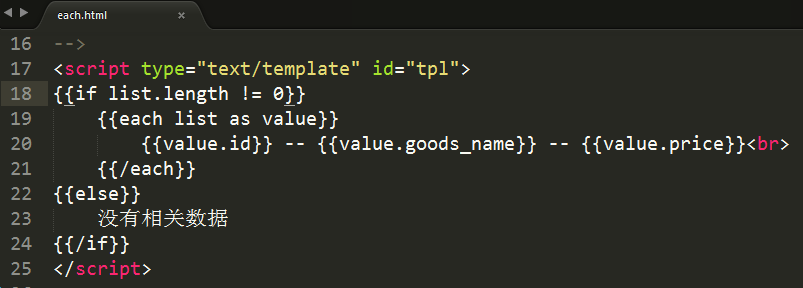 each.html ×
16 -->
17 <script type="text/template" id="tpl">
18 {{if list.length != 0}}
19 {{each list as value}}
20 {{value.id}} -- {{value.goods_name}} -- {{value.price}}<br>
21 {{/each}}
22 {{else}}
23 没有相关数据
24 {{/if}}
25 </script>